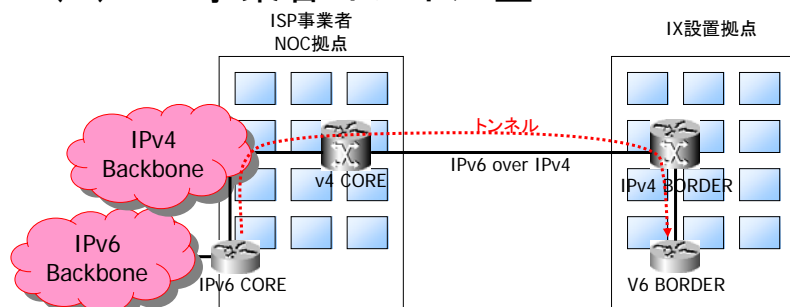 ISP事業者
NOC拠点
IX設置拠点
トンネル
IPv4
Backbone
v4 CORE
IPv6 over IPv4
IPv4 BORDER
IPv6
Backbone
IPv6 CORE
V6 BORDER